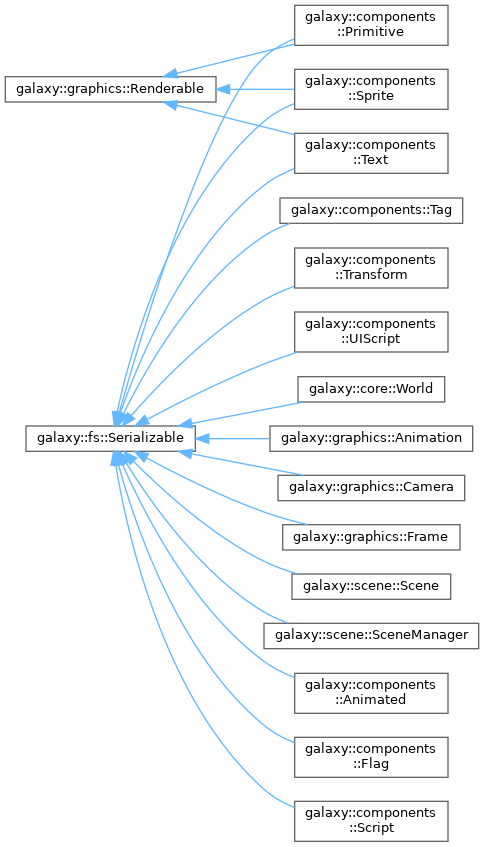 galaxy::components
::Primitive
galaxy::graphics::Renderable
galaxy::components
::Sprite
galaxy::components
::Text
galaxy::components::Tag
galaxy::components
::Transform
galaxy::components
::UIScript
galaxy::core::World
galaxy::fs::Serializable
galaxy::graphics::Animation
galaxy::graphics::Camera
galaxy::graphics::Frame
galaxy::scene::Scene
galaxy::scene::SceneManager
galaxy::components
::Animated
galaxy::components
::Flag
galaxy::components
::Script